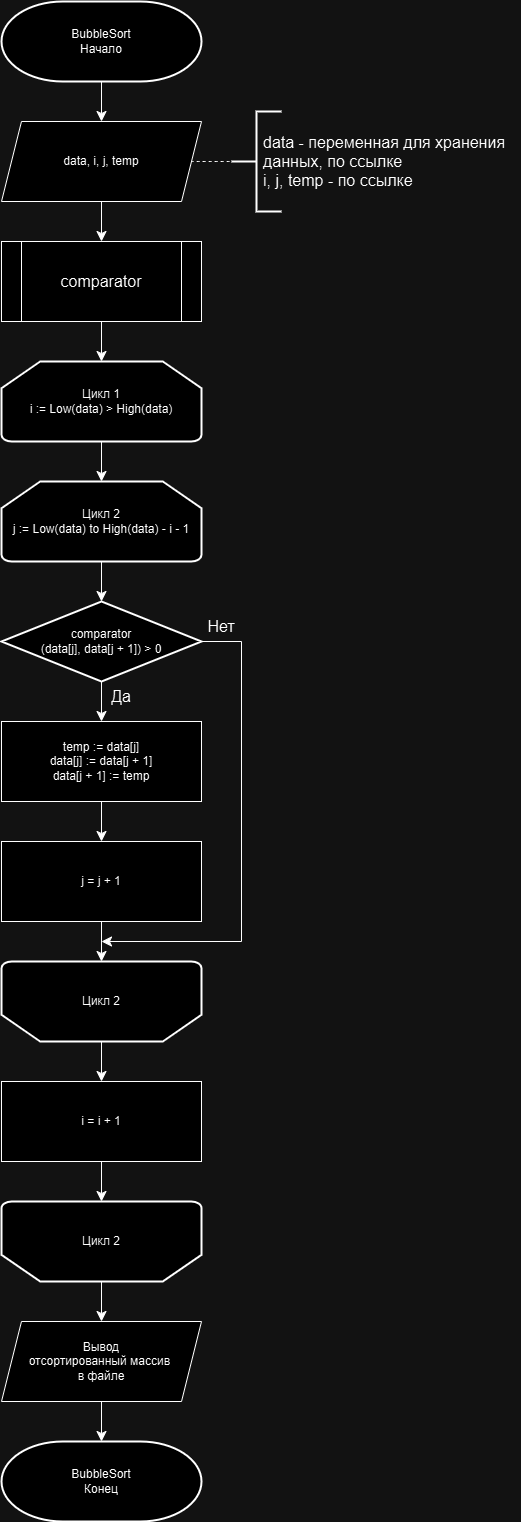 BubbleSort
Начало
data, i, j, temp
data - переменная для хранения
данных, по ссылке
i, j, temp - по ссылке
comparator
Цикл 1
i := Low(data) > High(data)
Цикл 2
j := Low(data) to High(data) - i - 1
comparator
(data[j], data[j + 1]) > 0
Нет
Да
temp := data[j]
data[j] := data[j + 1]
data[j + 1] := temp
j = j + 1
Цикл 2
i = i + 1
Цикл 2
Вывод
отсортированный массив
в файле
BubbleSort
Конец